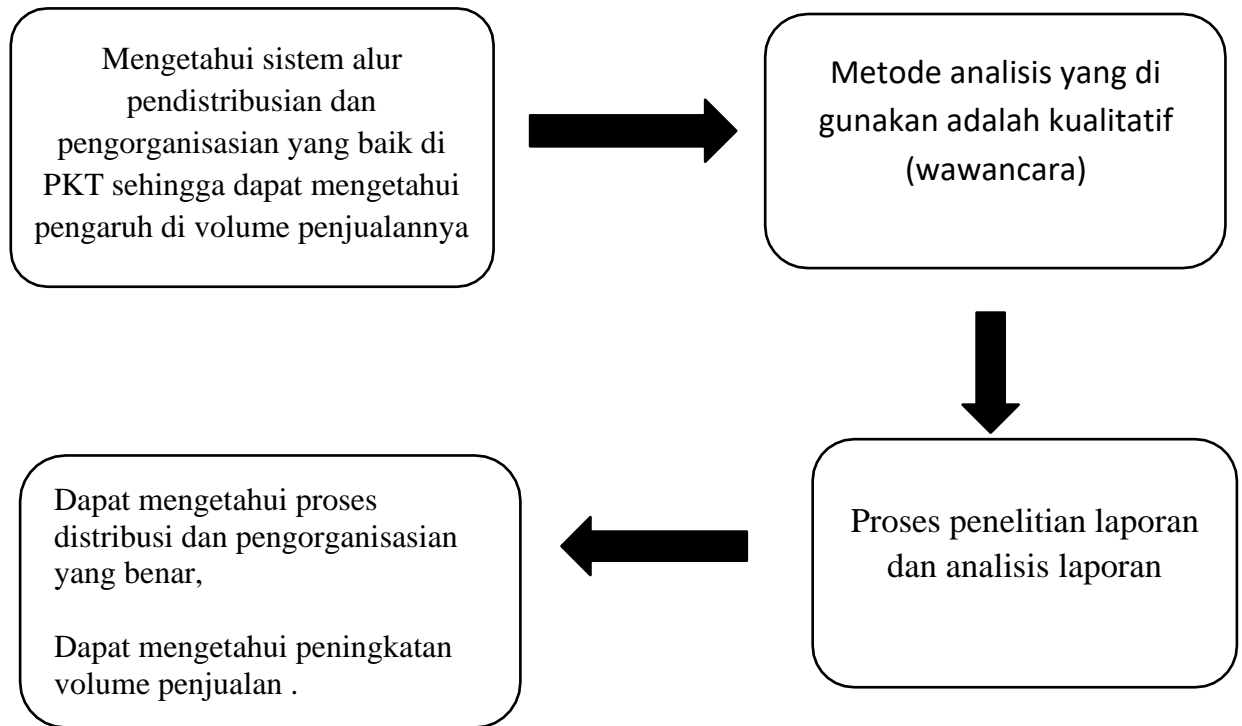 Mengetahui sistem alur
pendistribusian dan
pengorganisasian yang baik di
PKT sehingga dapat mengetahui
pengaruh di volume penjualannya
Metode analisis yang di
gunakan adalah kualitatif
(wawancara)
Proses penelitian laporan
dan analisis laporan
Dapat mengetahui proses
distribusi dan pengorganisasian
yang benar,
Dapat mengetahui peningkatan
volume penjualan .